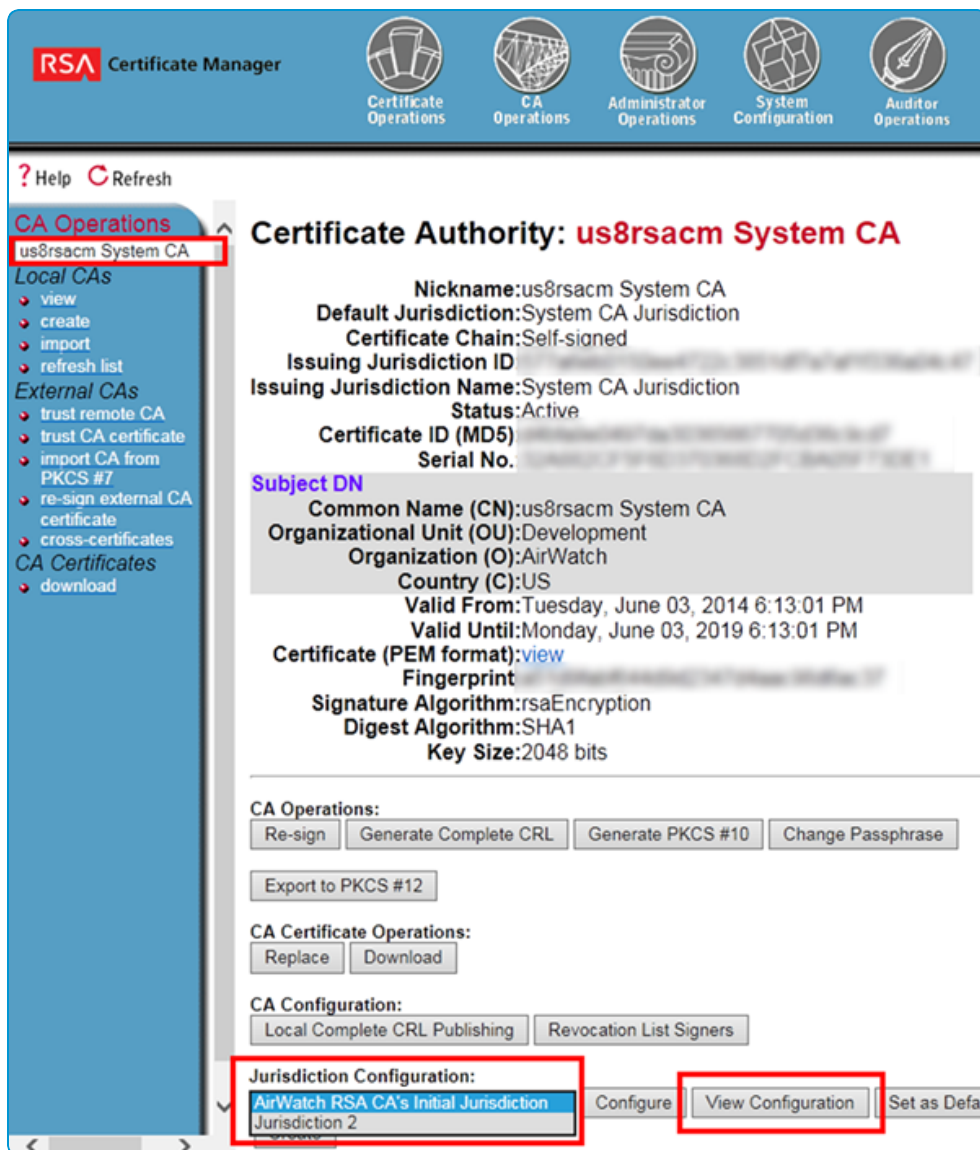 RSA Certificate Manager
Certificate Operations
CA Operations
Administrator Operations
System Configuration
Auditor Operations
? Help Refresh
CA Operations
us8rsacm System CA
Local CAs
view
create
import
refresh list
External CAs
trust remote CA
trust CA certificate
import CA from
PKCS #7
re-sign external CA
certificate
cross-certificates
CA Certificates
download
Certificate Authority: us8rsacm System CA
Nickname:us8rsacm System CA
Default Jurisdiction:System CA Jurisdiction
Certificate Chain:Self-signed
Issuing Jurisdiction ID
Issuing Jurisdiction Name:System CA Jurisdiction
Status:Active
Certificate ID (MD5)
Serial No.
Subject DN
Common Name (CN):us8rsacm System CA
Organizational Unit (OU):Development
Organization (O):AirWatch
Country (C):US
Valid From:Tuesday, June 03, 2014 6:13:01 PM
Valid Until:Monday, June 03, 2019 6:13:01 PM
Certificate (PEM format):view
Fingerprint
Signature Algorithm:rsaEncryption
Digest Algorithm:SHA1
Key Size:2048 bits
CA Operations:
Re-sign Generate Complete CRL Generate PKCS #10 Change Passphrase
Export to PKCS #12
CA Certificate Operations:
Replace Download
CA Configuration:
Local Complete CRL Publishing Revocation List Signers
Jurisdiction Configuration:
AirWatch RSA CA's Initial Jurisdiction Configure View Configuration Set as Defa
Jurisdiction 2
Create